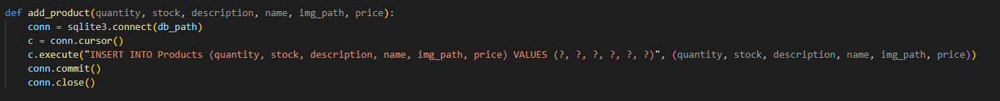 def add_product(quantity, stock, description, name, img_path, price):
    conn = sqlite3.connect(db_path)
    c = conn.cursor()
    c.execute("INSERT INTO Products (quantity, stock, description, name, img_path, price) VALUES (?, ?, ?, ?, ?, ?)", (quantity, stock, description, name, img_path, price))
    conn.commit()
    conn.close()